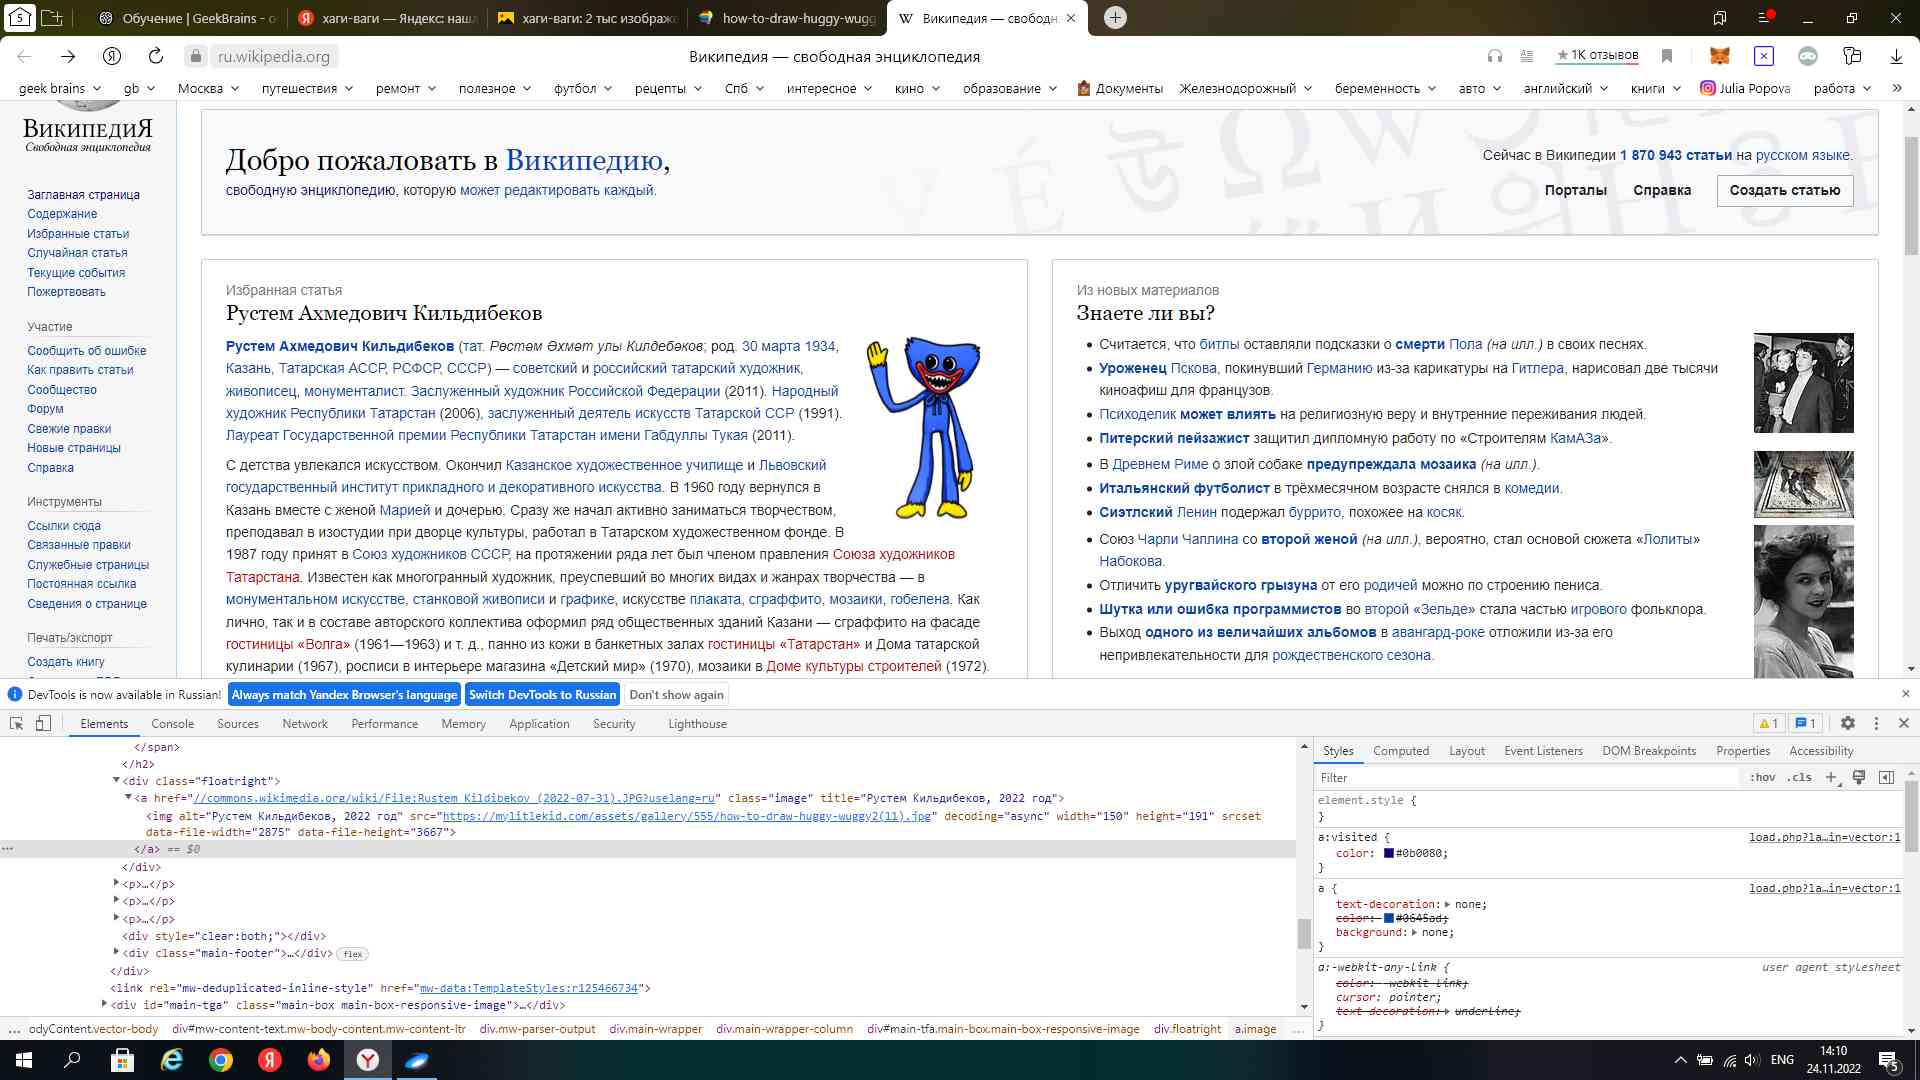 5
Обучение | GeekBrains - о
хаги-ваги — Яндекс: наш
хаги-ваги: 2 тыс изображе
how-to-draw-huggy-wugg
Википедия — свободн
ru.wikipedia.org
Википедия — свободная энциклопедия
★ 1К отзывов
geek brains
gb
Москва
путешествия
ремонт
полезное
футбол
рецепты
Спб
интересное
кино
образование
Документы
Железнодорожный
беременность
авто
английский
книги
Julia Popova
работа
ВикипедиЯ
Свободная энциклопедия
Заглавная страница
Содержание
Избранные статьи
Случайная статья
Текущие события
Пожертвовать
Участие
Сообщить об ошибке
Как править статьи
Сообщество
Форум
Свежие правки
Новые страницы
Справка
Инструменты
Ссылки сюда
Связанные правки
Служебные страницы
Постоянная ссылка
Сведения о странице
Печать/экспорт
Создать книгу
Добро пожаловать в Википедию,
свободную энциклопедию, которую может редактировать каждый.
Сейчас в Википедии 1 870 943 статьи на русском языке.
Порталы Справка Создать статью
Избранная статья
Рустем Ахмедович Кильдибеков
Рустем Ахмедович Кильдибеков (тат. Рөстәм Әхмәт улы Килдебәков; род. 30 марта 1934,
Казань, Татарская АССР, РСФСР, СССР) — советский и российский татарский художник,
живописец, монументалист. Заслуженный художник Российской Федерации (2011). Народный
художник Республики Татарстан (2006), заслуженный деятель искусств Татарской ССР (1991).
Лауреат Государственной премии Республики Татарстан имени Габдуллы Тукая (2011).
С детства увлекался искусством. Окончил Казанское художественное училище и Львовский
государственный институт прикладного и декоративного искусства. В 1960 году вернулся в
Казань вместе с женой Марией и дочерью. Сразу же начал активно заниматься творчеством,
преподавал в изостудии при дворце культуры, работал в Татарском художественном фонде. В
1987 году принят в Союз художников СССР, на протяжении ряда лет был членом правления Союза художников
Татарстана. Известен как многогранный художник, преуспевший во многих видах и жанрах творчества — в
монументальном искусстве, станковой живописи и графике, искусстве плаката, сграффито, мозаики, гобелена. Как
лично, так и в составе авторского коллектива оформил ряд общественных зданий Казани — сграффито на фасаде
гостиницы «Волга» (1961—1963) и т. д., панно из кожи в банкетных залах гостиницы «Татарстан» и Дома татарской
кулинарии (1967), росписи в интерьере магазина «Детский мир» (1970), мозаики в Доме культуры строителей (1972).
Из новых материалов
Знаете ли вы?
Считается, что битлы оставляли подсказки о смерти Пола (на илл.) в своих песнях.
Уроженец Пскова, покинувший Германию из-за карикатуры на Гитлера, нарисовал две тысячи
киноафиш для французов.
Психоделик может влиять на религиозную веру и внутренние переживания людей.
Питерский пейзажист защитил дипломную работу по «Строителям КамАЗа».
В Древнем Риме о злой собаке предупреждала мозаика (на илл.).
Итальянский футболист в трёхмесячном возрасте снялся в комедии.
Сиэтлский Ленин подержал буррито, похожее на косяк.
Союз Чарли Чаплина со второй женой (на илл.), вероятно, стал основой сюжета «Лолиты»
Набокова.
Отличить уругвайского грызуна от его родичей можно по строению пениса.
Шутка или ошибка программистов во второй «Зельде» стала частью игрового фольклора.
Выход одного из величайших альбомов в авангард-роке отложили из-за его
непривлекательности для рождественского сезона.
DevTools is now available in Russian! Always match Yandex Browser's language Switch DevTools to Russian Don't show again
Elements Console Sources Network Performance Memory Application Security Lighthouse
1 1
</span>
</h2>
<div class="floatright">
<a href="//commons.wikimedia.org/wiki/File:Rustem_Kildibekov_(2022-07-31).JPG?uselang=ru" class="image" title="Рустем Кильдибеков, 2022 год">
<img alt="Рустем Кильдибеков, 2022 год" src="https://mylitlekid.com/assets/gallery/555/how-to-draw-huggy-wuggy2(11).jpg" decoding="async" width="150" height="191" srcset
data-file-width="2875" data-file-height="3667">
</a> == $0
</div>
<p>…</p>
<p>…</p>
<p>…</p>
<div style="clear:both;"></div>
<div class="main-footer">…</div> flex
</div>
<link rel="mw-deduplicated-inline-style" href="mw-data:TemplateStyles:r125466734">
<div id="main-tga" class="main-box main-box-responsive-image">…</div>
... odyContent.vector-body div#mw-content-text.mw-body-content.mw-content-ltr div.mw-parser-output div.main-wrapper div.main-wrapper-column div#main-tfa.main-box.main-box-responsive-image div.floatright a.image ...
Styles Computed Layout Event Listeners DOM Breakpoints Properties Accessibility
Filter :hov .cls
element.style {
}
a:visited { load.php?la…in=vector:1
color: #0b0080;
}
a { load.php?la…in=vector:1
text-decoration: none;
color: #0645ad;
background: none;
}
a:-webkit-any-link { user agent stylesheet
color: -webkit-link;
cursor: pointer;
text-decoration: underline;
}
ENG
14:10
24.11.2022
5